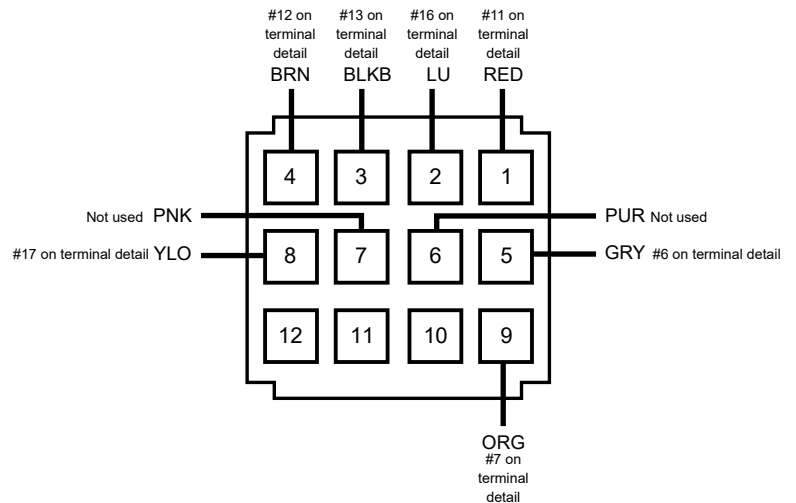 #12 on
terminal
detail
BRN
#13 on
terminal
detail
BLKB
#16 on
terminal
detail
LU
#11 on
terminal
detail
RED
4
3
2
1
Not used PNK
PUR Not used
#17 on terminal detail YLO
8
7
6
5
GRY #6 on terminal detail
12
11
10
9
ORG
#7 on
terminal
detail